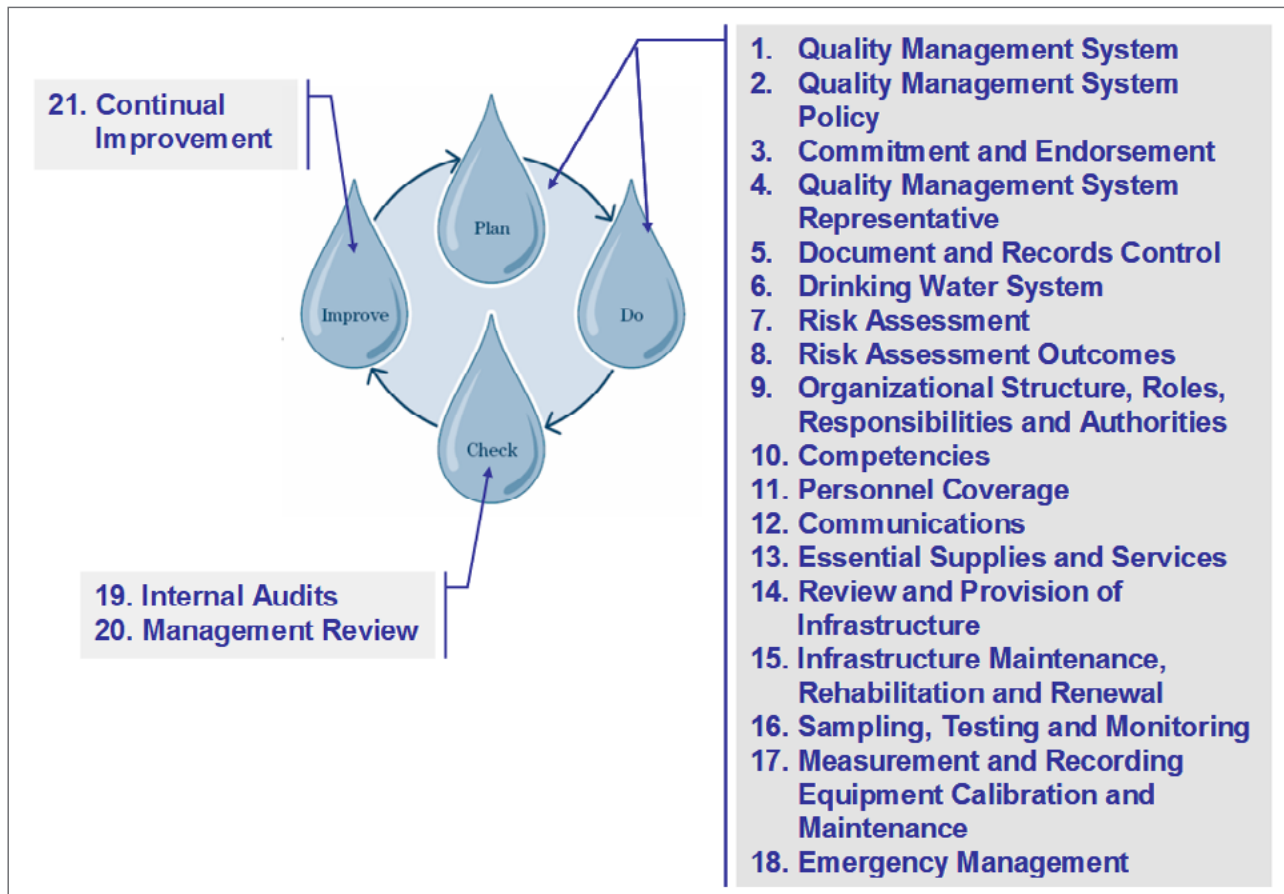 21. Continual
Improvement
Plan
Improve
Do
Check
19. Internal Audits
20. Management Review
1. Quality Management System
2. Quality Management System
Policy
3. Commitment and Endorsement
4. Quality Management System
Representative
5. Document and Records Control
6. Drinking Water System
7. Risk Assessment
8. Risk Assessment Outcomes
9. Organizational Structure, Roles,
Responsibilities and Authorities
10. Competencies
11. Personnel Coverage
12. Communications
13. Essential Supplies and Services
14. Review and Provision of
Infrastructure
15. Infrastructure Maintenance,
Rehabilitation and Renewal
16. Sampling, Testing and Monitoring
17. Measurement and Recording
Equipment Calibration and
Maintenance
18. Emergency Management